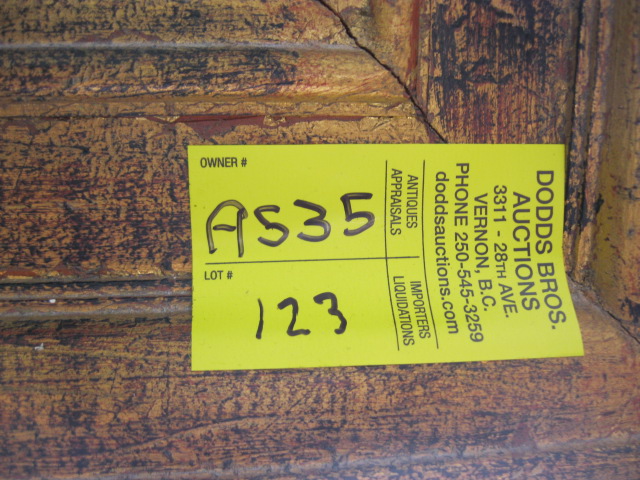 OWNER #
A535
LOT #
123
ANTIQUES
APPRAISALS
IMPORTERS
LIQUIDATIONS
DODDS BROS.
AUCTIONS
3311 - 28TH AVE.
VERNON, B.C.
PHONE 250-545-3259
doddsauctions.com